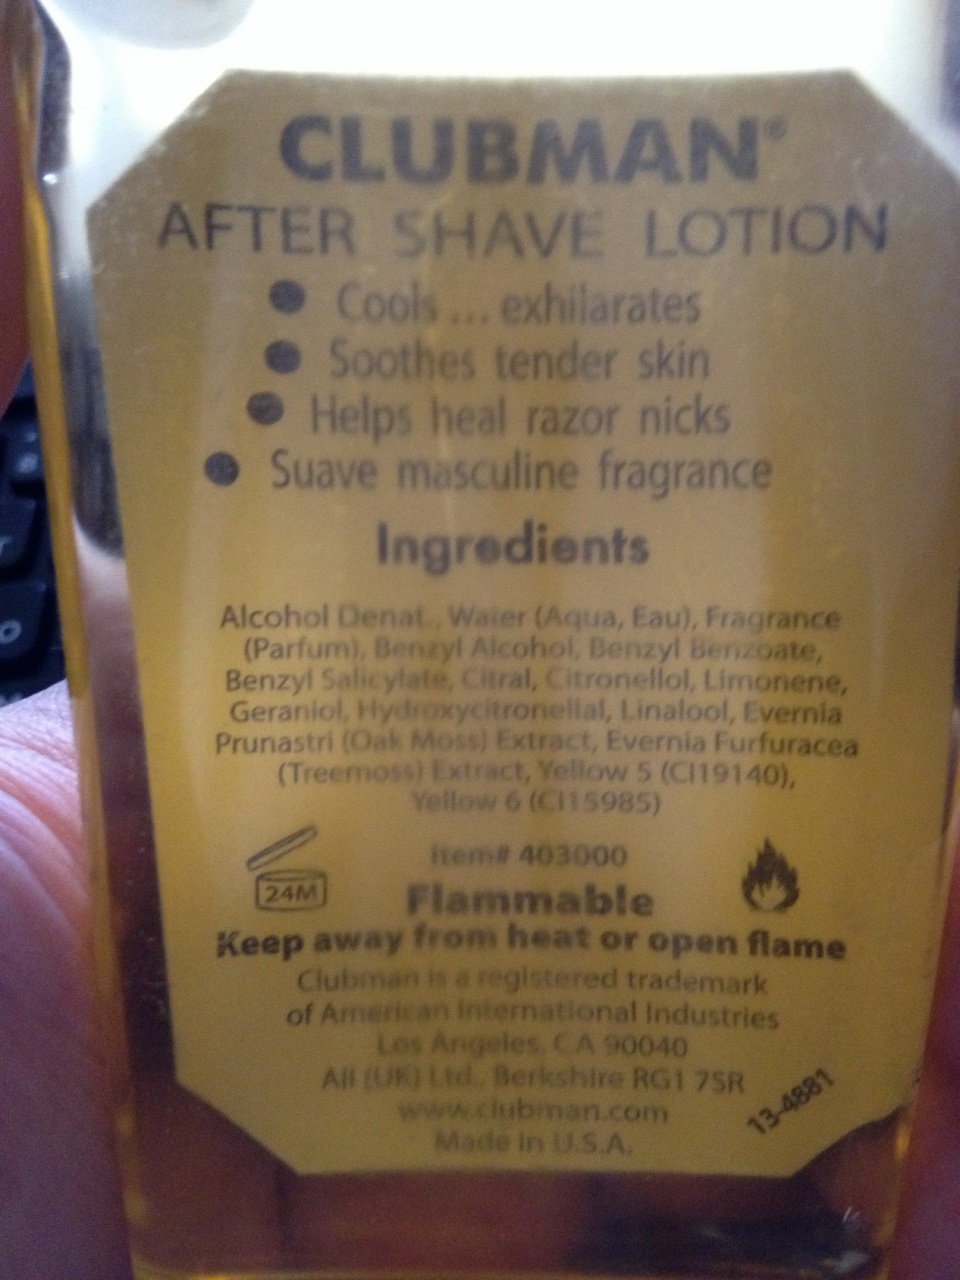 CLUBMAN®
AFTER SHAVE LOTION
● Cools ... exhilarates
● Soothes tender skin
● Helps heal razor nicks
● Suave masculine fragrance
Ingredients
Alcohol Denat., Water (Aqua, Eau), Fragrance
(Parfum), Benzyl Alcohol, Benzyl Benzoate,
Benzyl Salicylate, Citral, Citronellol, Limonene,
Geraniol, Hydroxycitronellal, Linalool, Evernia
Prunastri (Oak Moss) Extract, Evernia Furfuracea
(Treemoss) Extract, Yellow 5 (CI19140),
Yellow 6 (CI15985)
24M
Item# 403000
Flammable
Keep away from heat or open flame
Clubman is a registered trademark
of American International Industries
Los Angeles, CA 90040
AII (UK) Ltd., Berkshire RG1 7SR
www.clubman.com
Made in U.S.A.
13-4881